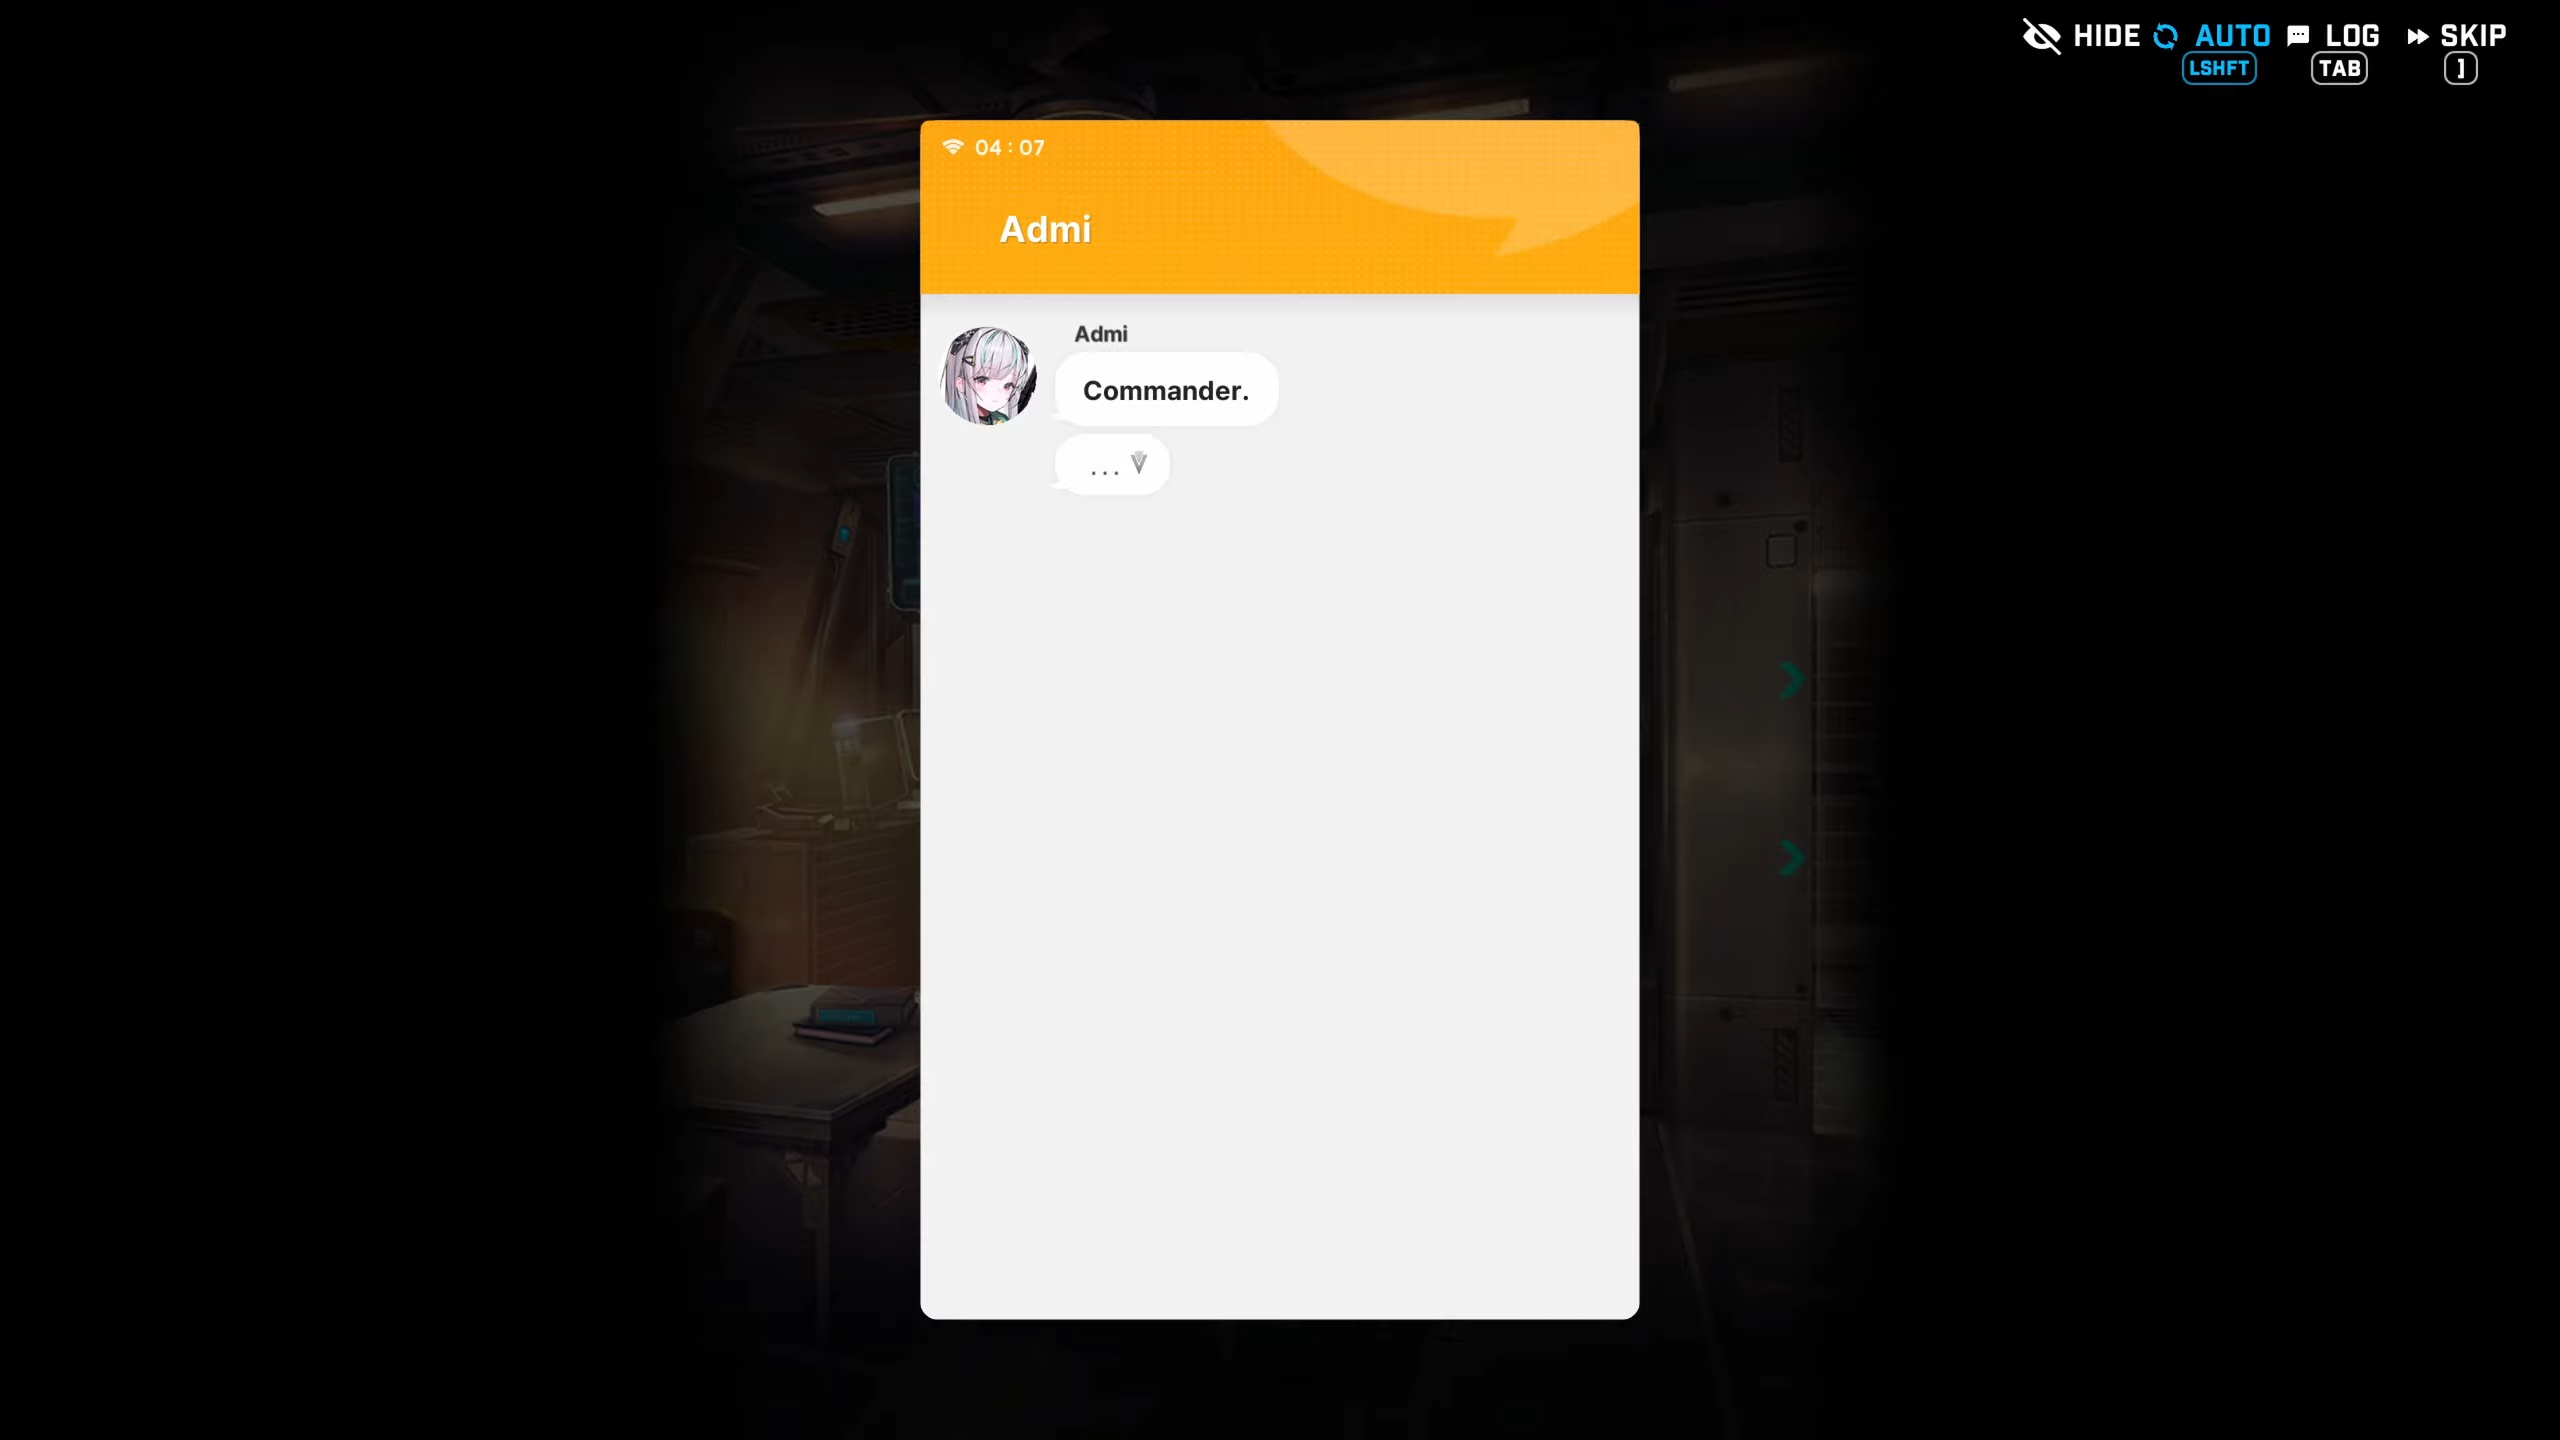 HIDE AUTO LOG SKIP
LSHFT TAB ]
04 : 07
Admi
Admi
Commander.
...